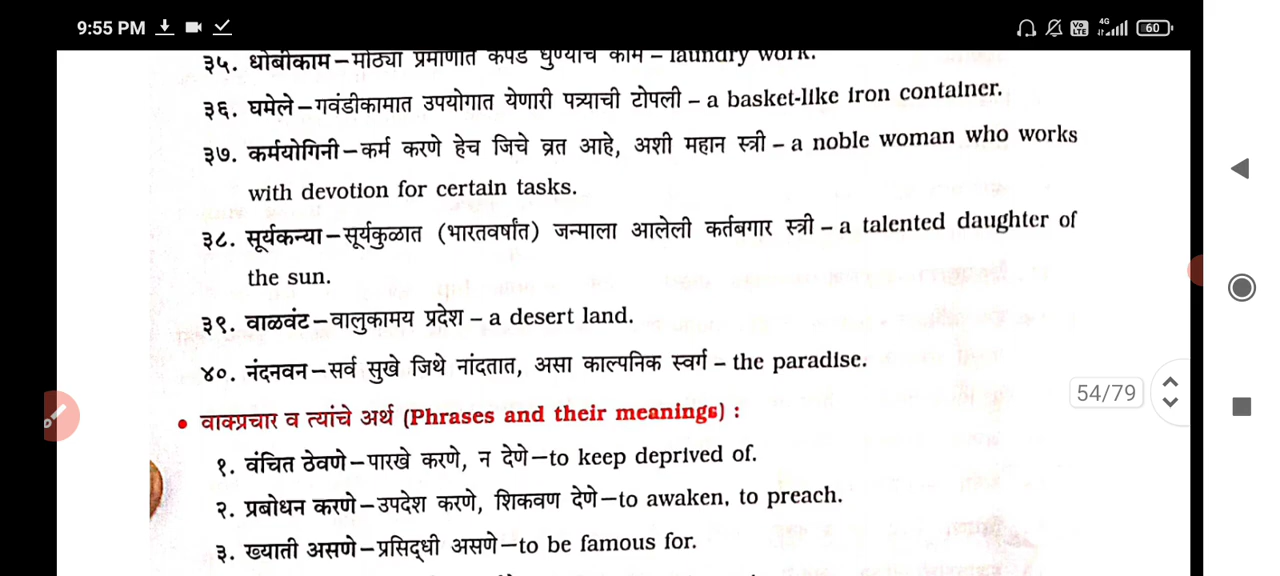 9:55 PM
4G
Vo LTE
60
३५. धोबीकाम – मोठ्या प्रमाणात कपडे धुण्याचे काम – laundry work.
३६. घमेले – गवंडीकामात उपयोगात येणारी पत्र्याची टोपली – a basket-like iron container.
३७. कर्मयोगिनी – कर्म करणे हेच जिचे व्रत आहे, अशी महान स्त्री – a noble woman who works
with devotion for certain tasks.
३८. सूर्यकन्या – सूर्यकुळात (भारतवर्षांत) जन्माला आलेली कर्तबगार स्त्री – a talented daughter of
the sun.
३९. वाळवंट – वालुकामय प्रदेश – a desert land.
४०. नंदनवन – सर्व सुखे जिथे नांदतात, असा काल्पनिक स्वर्ग – the paradise.
54/79
• वाक्प्रचार व त्यांचे अर्थ (Phrases and their meanings) :
१. वंचित ठेवणे – पारखे करणे, न देणे – to keep deprived of.
२. प्रबोधन करणे – उपदेश करणे, शिकवण देणे – to awaken, to preach.
३. ख्याती असणे – प्रसिद्धी असणे – to be famous for.